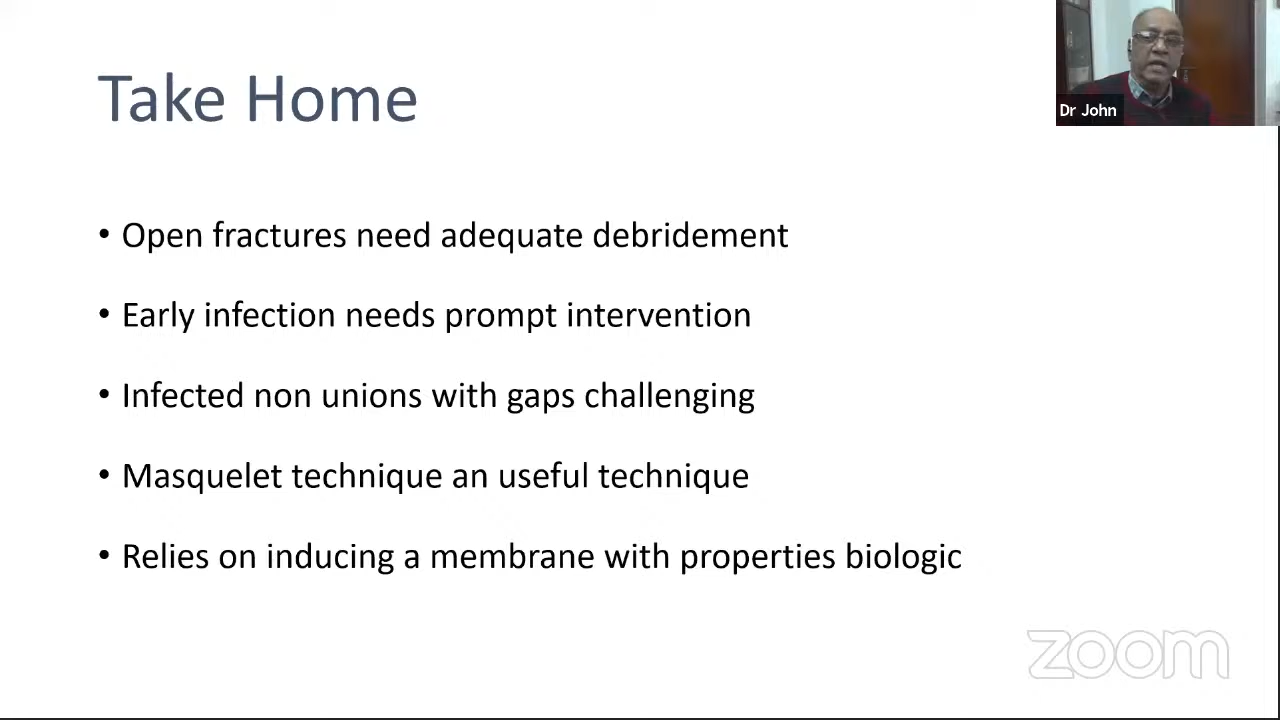 Take Home
Dr John
• Open fractures need adequate debridement
• Early infection needs prompt intervention
• Infected non unions with gaps challenging
• Masquelet technique an useful technique
• Relies on inducing a membrane with properties biologic
zoom